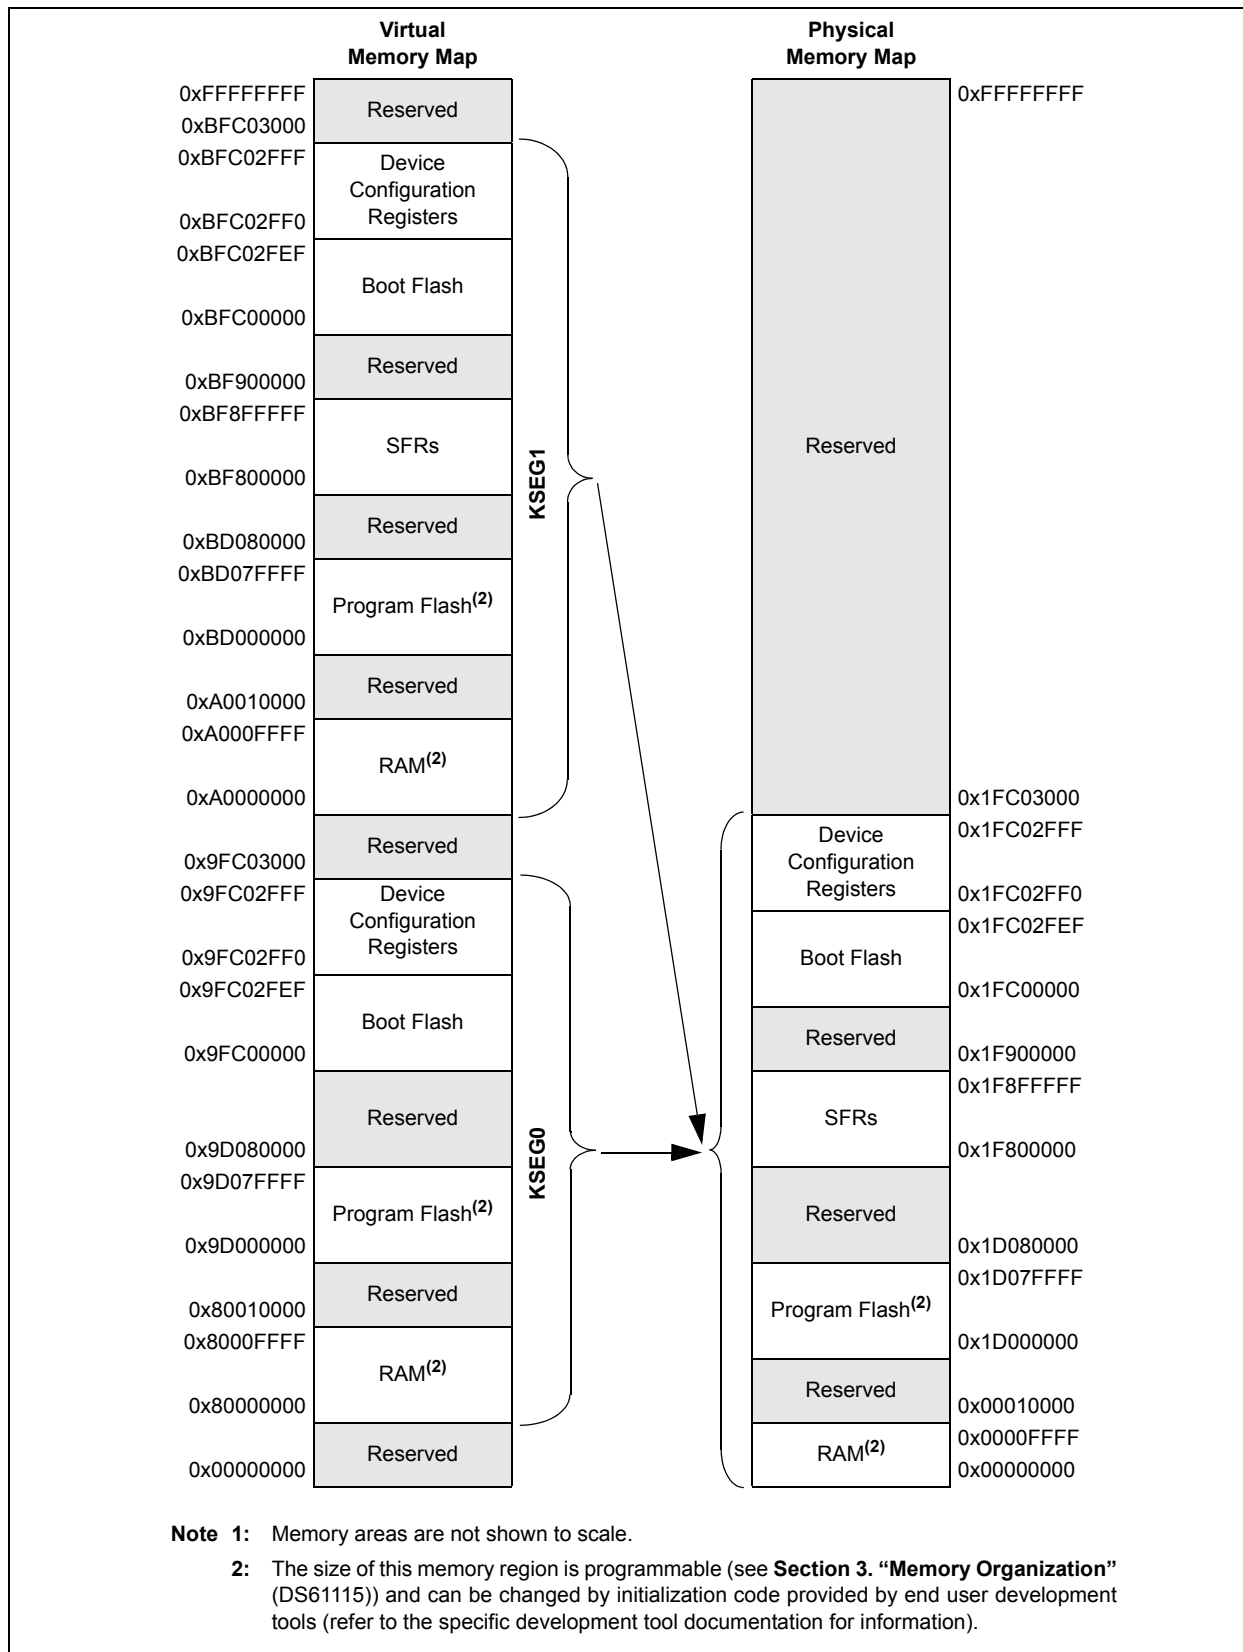 Virtual
Memory Map
0xFFFFFFFF
0xBFC03000
Reserved
0xBFC02FFF
Device
Configuration
Registers
0xBFC02FF0
0xBFC02FEF
Boot Flash
0xBFC00000
Reserved
0xBF900000
0xBF8FFFFF
SFRs
0xBF800000
Reserved
0xBD080000
0xBD07FFFF
Program Flash(2)
0xBD000000
Reserved
0xA0010000
0xA000FFFF
RAM(2)
0xA0000000
KSEG1
Reserved
0x9FC03000
0x9FC02FFF
Device
Configuration
Registers
0x9FC02FF0
0x9FC02FEF
Boot Flash
0x9FC00000
Reserved
0x9D080000
0x9D07FFFF
Program Flash(2)
0x9D000000
Reserved
0x80010000
0x8000FFFF
RAM(2)
0x80000000
KSEG0
Reserved
0x00000000
Physical
Memory Map
0xFFFFFFFF
Reserved
0x1FC03000
0x1FC02FFF
Device
Configuration
Registers
0x1FC02FF0
0x1FC02FEF
Boot Flash
0x1FC00000
Reserved
0x1F900000
0x1F8FFFFF
SFRs
0x1F800000
Reserved
0x1D080000
0x1D07FFFF
Program Flash(2)
0x1D000000
Reserved
0x00010000
0x0000FFFF
RAM(2)
0x00000000
Note 1: Memory areas are not shown to scale.
2: The size of this memory region is programmable (see Section 3. “Memory Organization”
(DS61115)) and can be changed by initialization code provided by end user development
tools (refer to the specific development tool documentation for information).